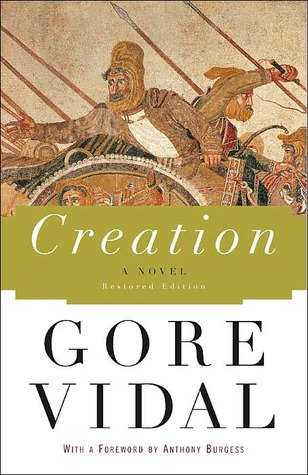 Creation
A NOVEL
Restored Edition
GORE
VIDAL
WITH A FOREWORD BY ANTHONY BURGESS